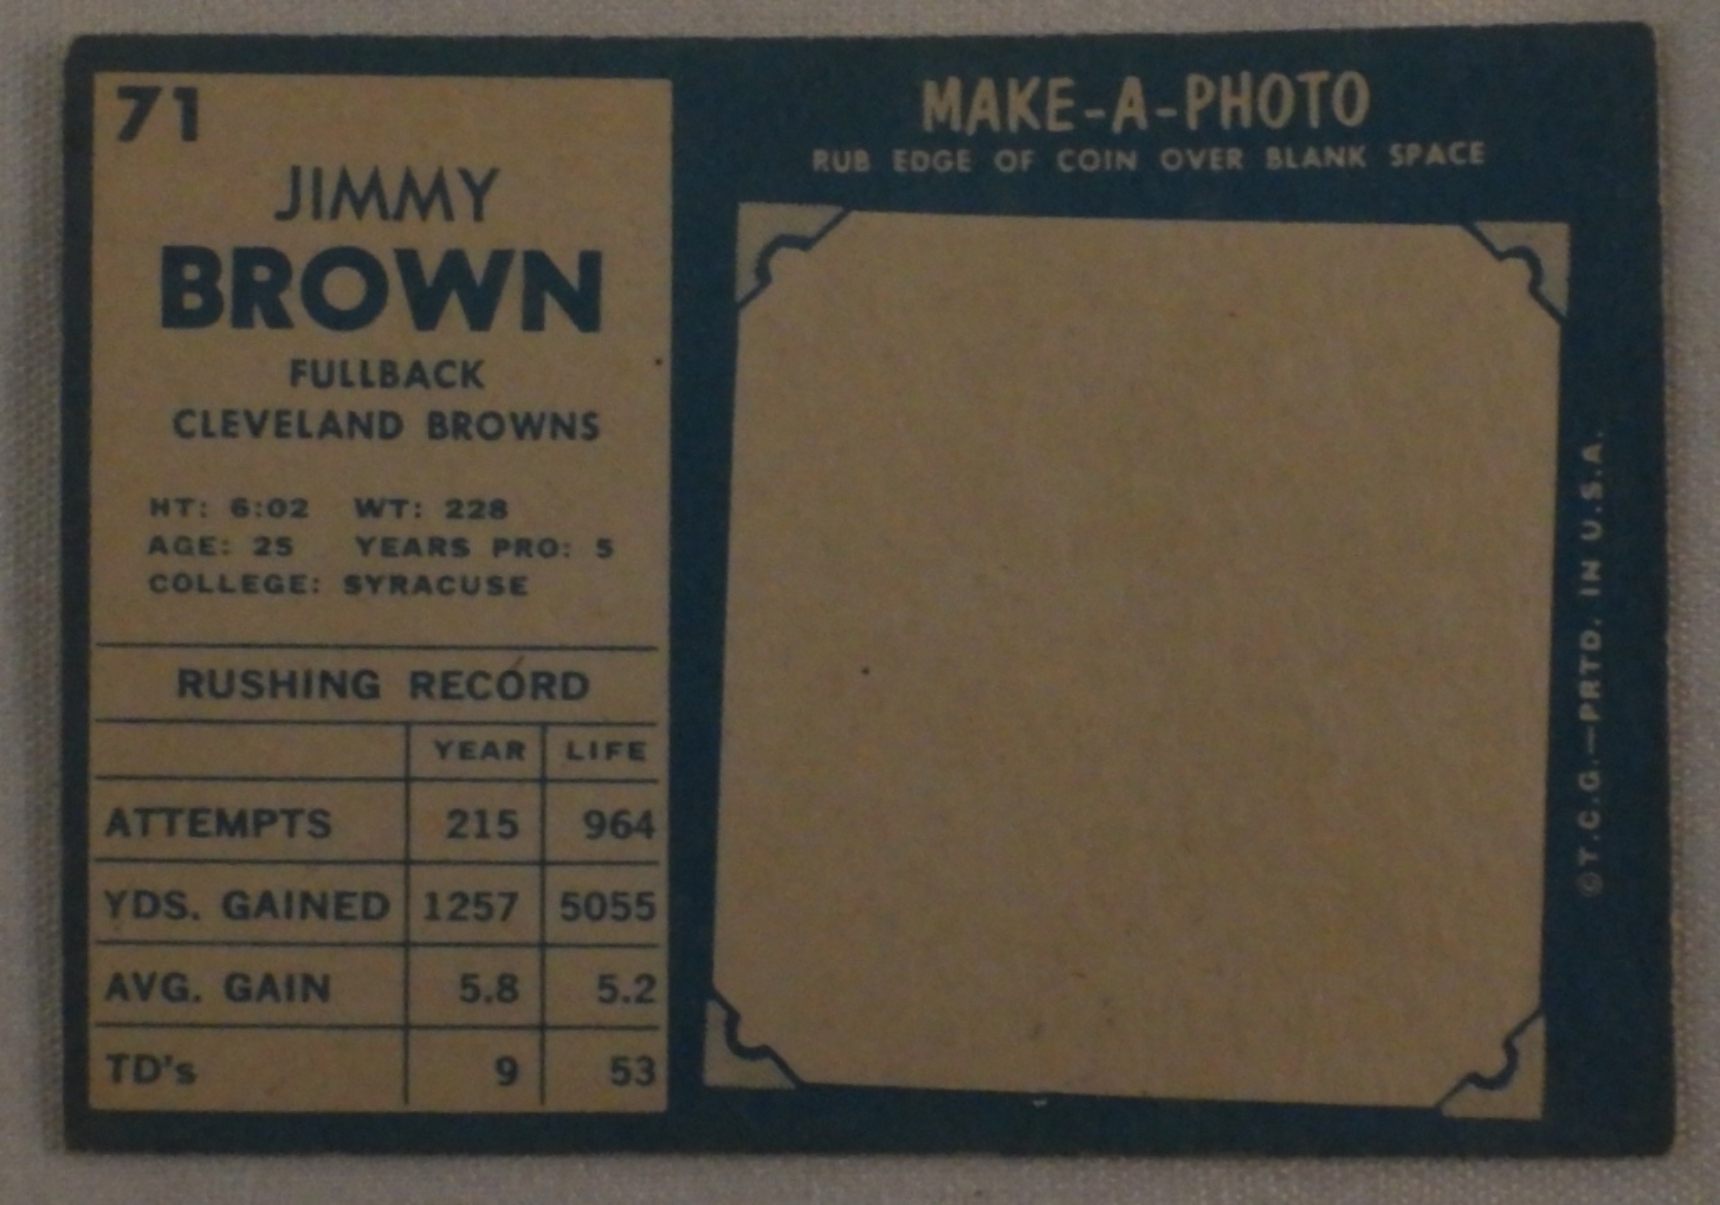 71
JIMMY
BROWN
FULLBACK
CLEVELAND BROWNS
HT: 6:02 WT: 228
AGE: 25 YEARS PRO: 5
COLLEGE: SYRACUSE
RUSHING RECORD
YEAR LIFE
ATTEMPTS 215 964
YDS. GAINED 1257 5055
AVG. GAIN 5.8 5.2
TD's 9 53
MAKE-A-PHOTO
RUB EDGE OF COIN OVER BLANK SPACE
©T.C.G.—PRTD. IN U.S.A.